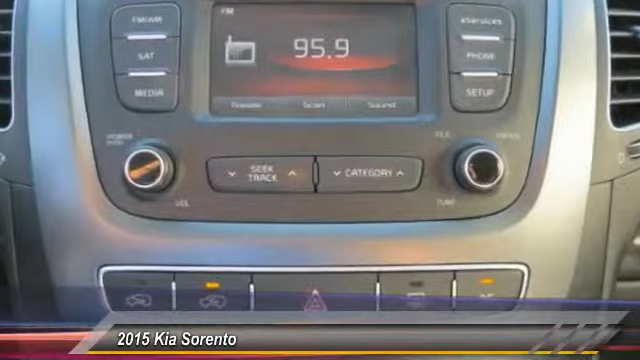 FM/AM
FM
eServices
SAT
95.9
PHONE
MEDIA
Presets Scan Sound
SETUP
POWER
FILE
SEEK
TRACK
CATEGORY
VOL
TUNE
2015 Kia Sorento